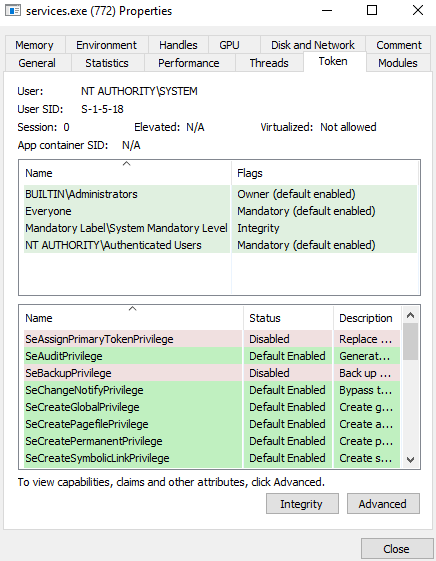 services.exe (772) Properties
Memory Environment Handles GPU Disk and Network Comment
General Statistics Performance Threads Token Modules
User: NT AUTHORITY\SYSTEM
User SID: S-1-5-18
Session: 0 Elevated: N/A Virtualized: Not allowed
App container SID: N/A
Name Flags
BUILTIN\Administrators Owner (default enabled)
Everyone Mandatory (default enabled)
Mandatory Label\System Mandatory Level Integrity
NT AUTHORITY\Authenticated Users Mandatory (default enabled)
Name Status Description
SeAssignPrimaryTokenPrivilege Disabled Replace ...
SeAuditPrivilege Default Enabled Generat...
SeBackupPrivilege Disabled Back up ...
SeChangeNotifyPrivilege Default Enabled Bypass t...
SeCreateGlobalPrivilege Default Enabled Create g...
SeCreatePagefilePrivilege Default Enabled Create a...
SeCreatePermanentPrivilege Default Enabled Create p...
SeCreateSymbolicLinkPrivilege Default Enabled Create s...
To view capabilities, claims and other attributes, click Advanced.
Integrity Advanced
Close